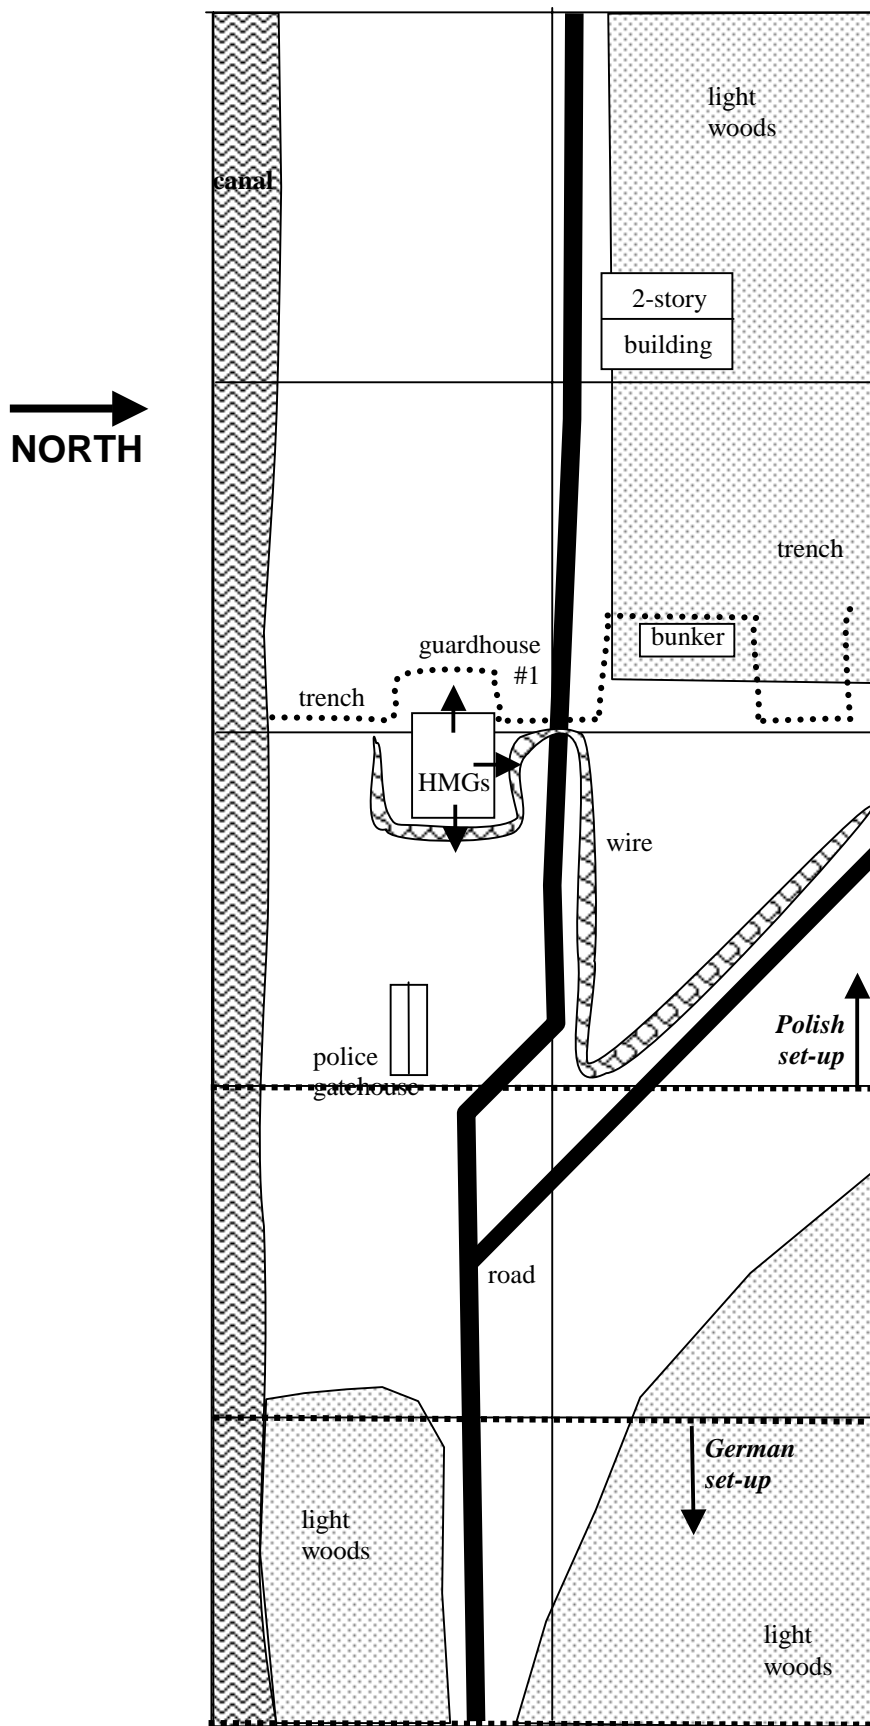 light
woods
canal
2-story
building
NORTH
trench
guardhouse
#1
bunker
trench
HMGs
wire
Polish
set-up
police
gatehouse
road
German
set-up
light
woods
light
woods